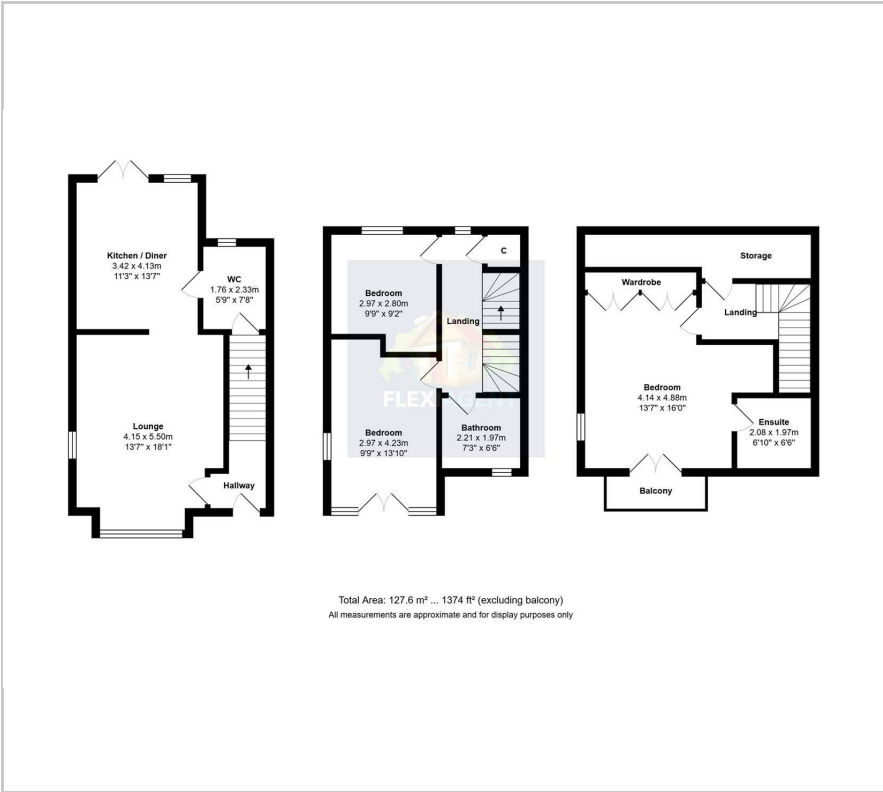 Kitchen / Diner
3.42 x 4.13m
11'3" x 13'7"
WC
1.76 x 2.33m
5'9" x 7'8"
Lounge
4.15 x 5.50m
13'7" x 18'1"
Hallway
Bedroom
2.97 x 2.80m
9'9" x 9'2"
C
Landing
FLEXI AGENT
Bedroom
2.97 x 4.23m
9'9" x 13'10"
Bathroom
2.21 x 1.97m
7'3" x 6'6"
Storage
Wardrobe
Landing
Bedroom
4.14 x 4.88m
13'7" x 16'0"
Ensuite
2.08 x 1.97m
6'10" x 6'6"
Balcony
Total Area: 127.6 m² ... 1374 ft² (excluding balcony)
All measurements are approximate and for display purposes only